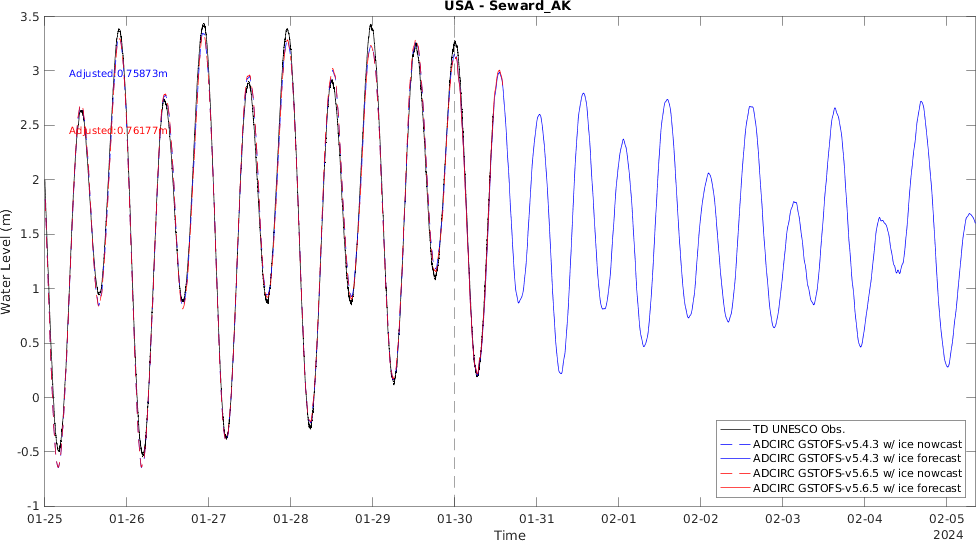 USA - Seward_AK
3.5
3
2.5
2
1.5
1
0.5
0
-0.5
-1
Water Level (m)
Adjusted:0.75873m
Adjusted:0.76177m
TD UNESCO Obs.
ADCIRC GSTOFS-v5.4.3 w/ ice nowcast
ADCIRC GSTOFS-v5.4.3 w/ ice forecast
ADCIRC GSTOFS-v5.6.5 w/ ice nowcast
ADCIRC GSTOFS-v5.6.5 w/ ice forecast
01-25 01-26 01-27 01-28 01-29 01-30 01-31 02-01 02-02 02-03 02-04 02-05
2024
Time